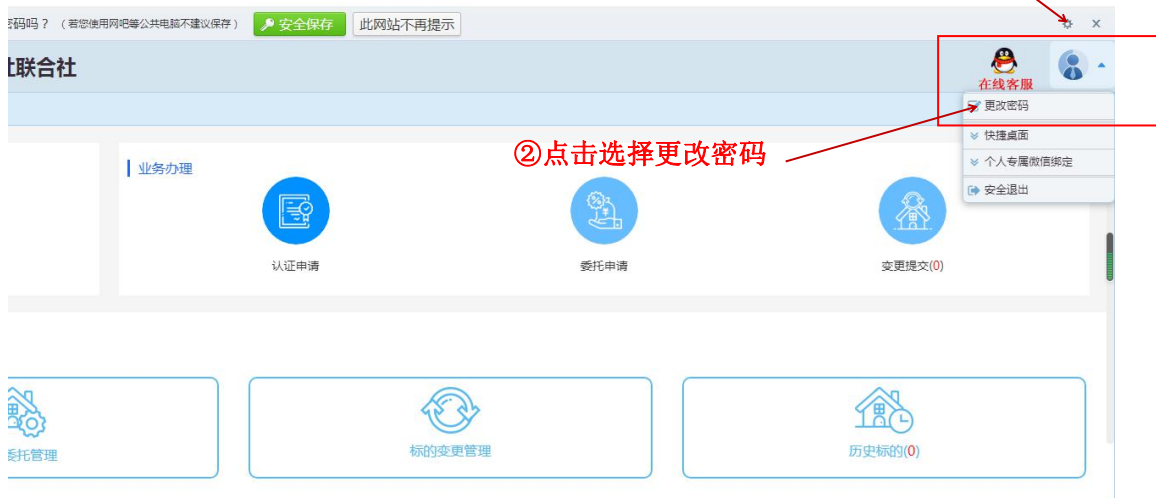 密码吗？（若您使用网吧等公共电脑不建议保存） 安全保存 此网站不再提示
联合社
在线客服
更改密码
快捷桌面
个人专属微信绑定
安全退出
②点击选择更改密码
业务办理
认证申请 委托申请 变更提交(0)
委托管理 标的变更管理 历史标的(0)